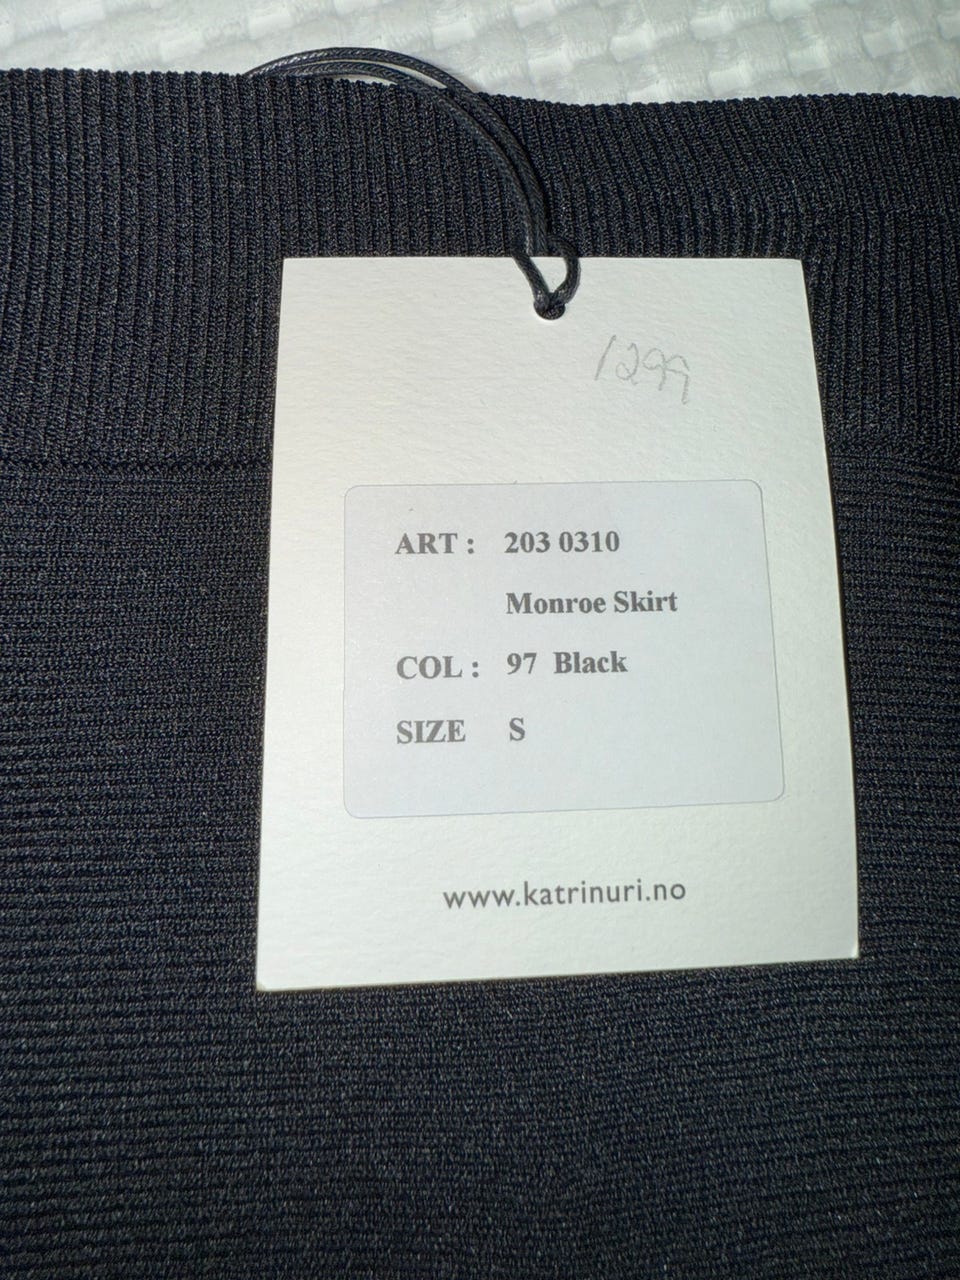 1299
ART : 203 0310
Monroe Skirt
COL : 97 Black
SIZE S
www.katrinuri.no